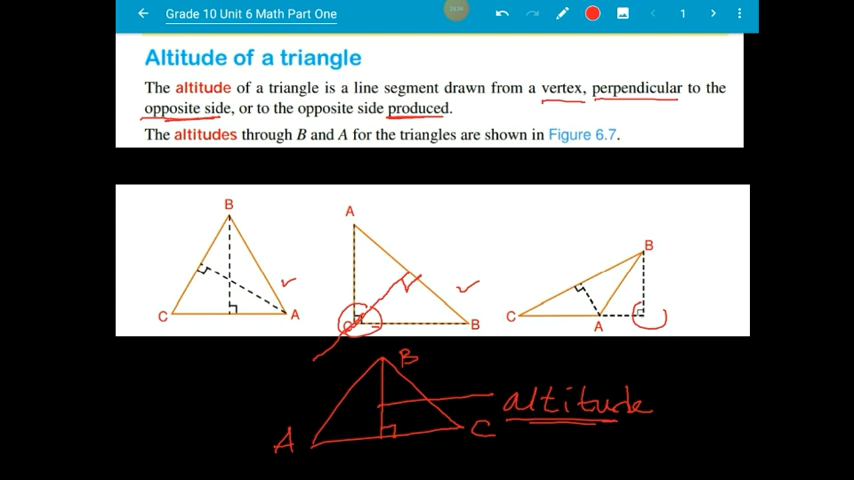 Grade 10 Unit 6 Math Part One
1
Altitude of a triangle
The altitude of a triangle is a line segment drawn from a vertex, perpendicular to the
opposite side, or to the opposite side produced.
The altitudes through B and A for the triangles are shown in Figure 6.7.
B
C
A
A
C
B
B
C
A
B
A
C
altitude